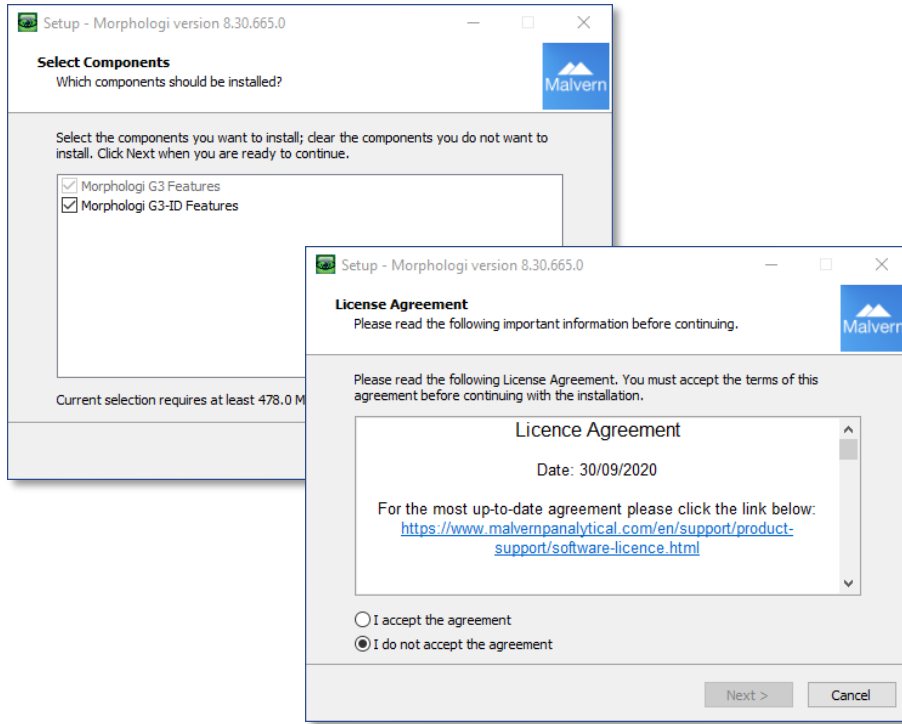 Setup - Morphologi version 8.30.665.0
Select Components
Which components should be installed?
Malvern
Select the components you want to install; clear the components you do not want to
install. Click Next when you are ready to continue.
Morphologi G3 Features
Morphologi G3-ID Features
Current selection requires at least 478.0 M
Setup - Morphologi version 8.30.665.0
License Agreement
Please read the following important information before continuing.
Malvern
Please read the following License Agreement. You must accept the terms of this
agreement before continuing with the installation.
Licence Agreement
Date: 30/09/2020
For the most up-to-date agreement please click the link below:
https://www.malvernpanalytical.com/en/support/product-
support/software-licence.html
I accept the agreement
I do not accept the agreement
Next >
Cancel